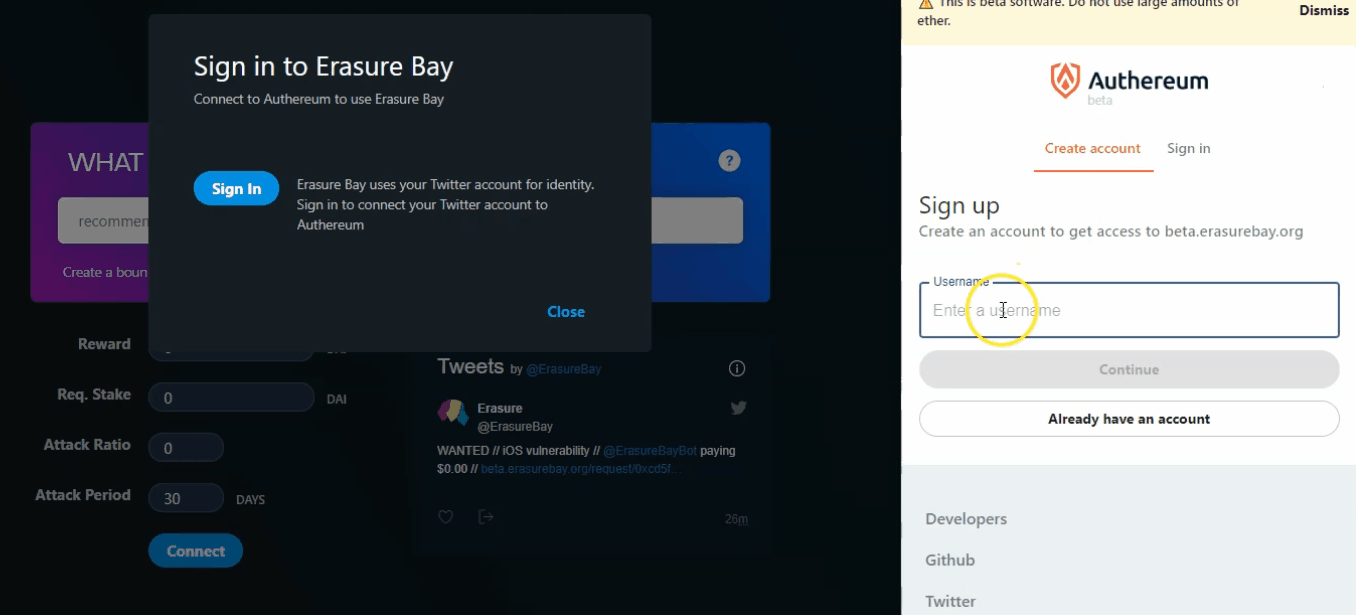 Sign in to Erasure Bay
Connect to Authereum to use Erasure Bay
Sign In
Erasure Bay uses your Twitter account for identity.
Sign in to connect your Twitter account to
Authereum
Close
WHAT
?
recommen
Create a boun
Reward
Req. Stake
0
DAI
Attack Ratio
0
Attack Period
30
DAYS
Connect
Tweets by @ErasureBay
Erasure
@ErasureBay
WANTED // iOS vulnerability // @ErasureBayBot paying
$0.00 // beta.erasurebay.org/request/0xcd5f…
26m
This is beta software. Do not use large amounts of
ether.
Dismiss
Authereum
beta
Create account
Sign in
Sign up
Create an account to get access to beta.erasurebay.org
Username
Enter a username
Continue
Already have an account
Developers
Github
Twitter